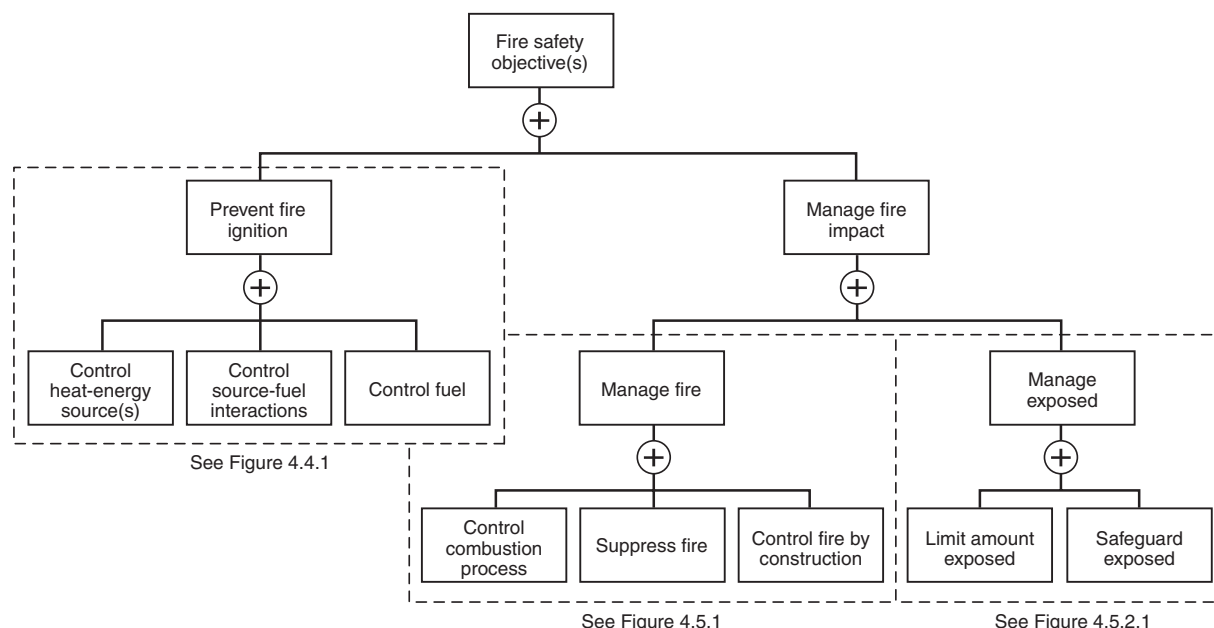 Fire safety
objective(s)
Prevent fire
ignition
Manage fire
impact
Control
heat-energy
source(s)
Control
source-fuel
interactions
Control fuel
Manage fire
Manage
exposed
See Figure 4.4.1
Control
combustion
process
Suppress fire
Control fire by
construction
Limit amount
exposed
Safeguard
exposed
See Figure 4.5.1
See Figure 4.5.2.1